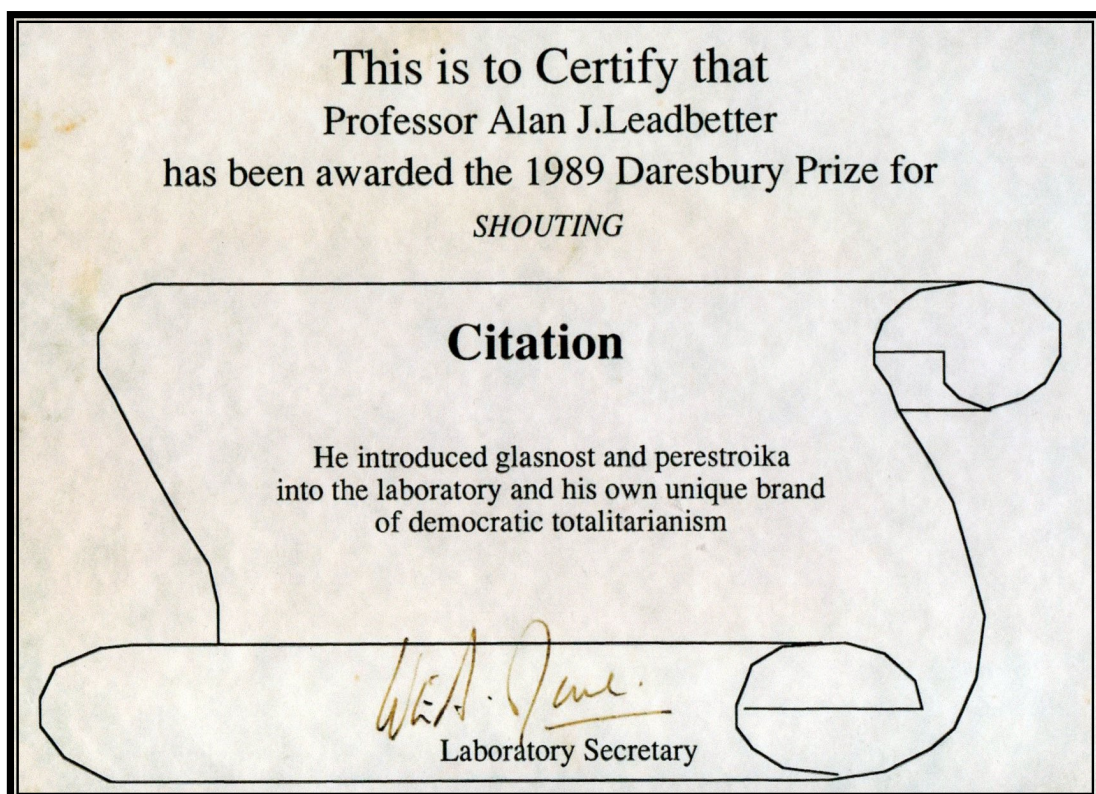 This is to Certify that
Professor Alan J.Leadbetter
has been awarded the 1989 Daresbury Prize for
SHOUTING
Citation
He introduced glasnost and perestroika
into the laboratory and his own unique brand
of democratic totalitarianism
Laboratory Secretary